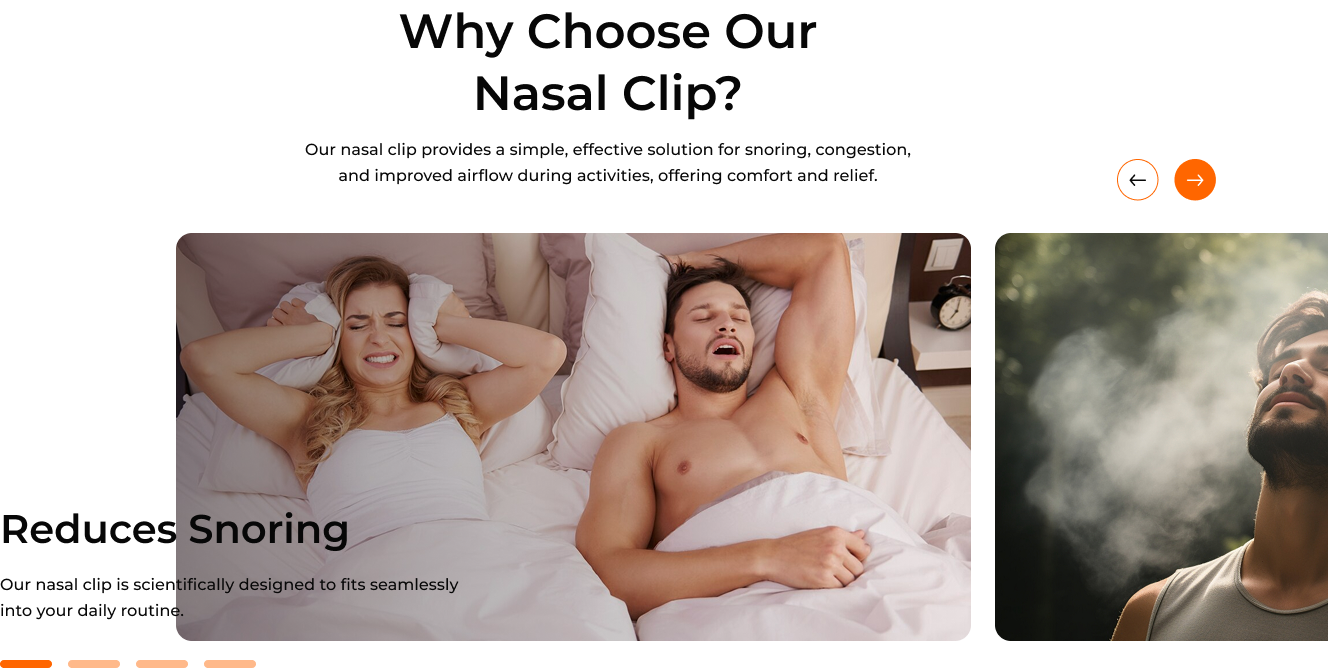 Why Choose Our
Nasal Clip?
Our nasal clip provides a simple, effective solution for snoring, congestion,
and improved airflow during activities, offering comfort and relief.
Reduces Snoring
Our nasal clip is scientifically designed to fits seamlessly
into your daily routine.